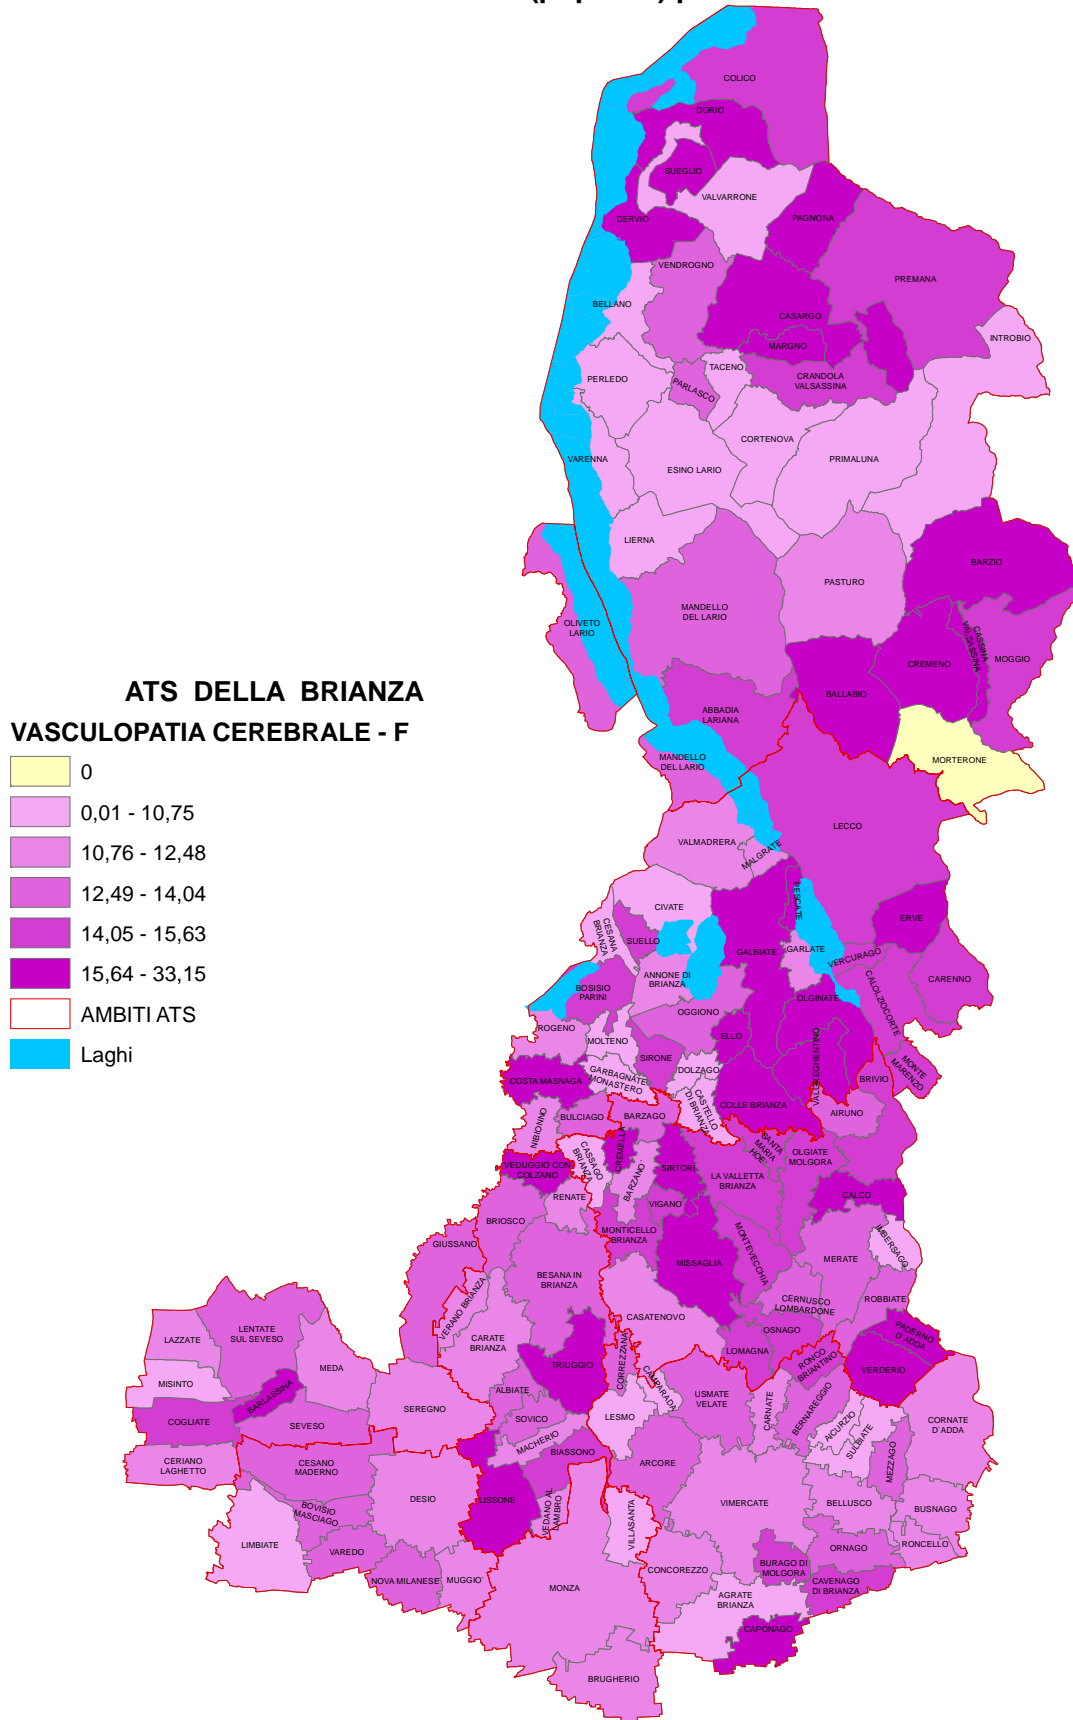 COLICO
DORIO
SUEGLIO
VALVARRONE
PAGNONA
DERVIO
VENDROGNO
PREMANA
BELLANO
CASARGO
INTROBIO
MARGNO
TACENO
CRANDOLA
VALSASSINA
PERLEDO
PARLASCO
CORTENOVA
VARENNA
PRIMALUNA
ESINO LARIO
LIERNA
BARZIO
PASTURO
MANDELLO
DEL LARIO
OLIVETO
LARIO
CASSINA
VALSASSINA
MOGGIO
CREMENO
BALLABIO
ATS DELLA BRIANZA
VASCULOPATIA CEREBRALE - F
0
0,01 - 10,75
10,76 - 12,48
12,49 - 14,04
14,05 - 15,63
15,64 - 33,15
AMBITI ATS
Laghi
ABBADIA
LARIANA
MANDELLO
DEL LARIO
MORTERONE
LECCO
VALMADRERA
MALGRATE
PESCATE
CIVATE
ERVE
CESANA
BRIANZA
SUELLO
GALBIATE
GARLATE
VERCURAGO
ANNONE DI
BRIANZA
CARENNO
BOSISIO
PARINI
CALOLZIOCORTE
OLGINATE
OGGIONO
ROGENO
ELLO
MOLTENO
SIRONE
VALGREGHENTINO
DOLZAGO
MONTE
MARENZO
GARBAGNATE
MONASTERO
COSTA MASNAGA
BRIVIO
CASTELLO
DI BRIANZA
COLLE BRIANZA
AIRUNO
BULCIAGO
BARZAGO
NIBIONNO
CREMELLA
SANTA
MARIA
HOE'
OLGIATE
MOLGORA
CASSAGO
BRIANZA
BARZANO'
SIRTORI
VEDUGGIO CON
COLZANO
LA VALLETTA
BRIANZA
CALCO
RENATE
VIGANO'
BRIOSCO
MONTICELLO
BRIANZA
MONTEVECCHIA
IMBERSAGO
GIUSSANO
MISSAGLIA
MERATE
BESANA IN
BRIANZA
VERANO BRIANZA
CERNUSCO
LOMBARDONE
ROBBIATE
CASATENOVO
LENTATE
SUL SEVESO
LAZZATE
CARATE
BRIANZA
OSNAGO
PADERNO
D'ADDA
LOMAGNA
MEDA
TRIUGGIO
CORREZZANA
RONCO
BRIANTINO
VERDERIO
MISINTO
CAMPARADA
BARLASSINA
ALBIATE
USMATE
VELATE
CARNATE
BERNAREGGIO
SEREGNO
COGLIATE
SEVESO
SOVICO
LESMO
AICURZIO
SULBIATE
CORNATE
D'ADDA
MACHERIO
BIASSONO
MEZZAGO
CERIANO
LAGHETTO
CESANO
MADERNO
ARCORE
DESIO
LISSONE
VEDANO AL
LAMBRO
VIMERCATE
BELLUSCO
BUSNAGO
BOVISIO
MASCIAGO
VILLASANTA
LIMBIATE
VAREDO
RONCELLO
ORNAGO
BURAGO DI
MOLGORA
CONCOREZZO
NOVA MILANESE
MUGGIO'
MONZA
CAVENAGO
DI BRIANZA
AGRATE
BRIANZA
CAPONAGO
BRUGHERIO